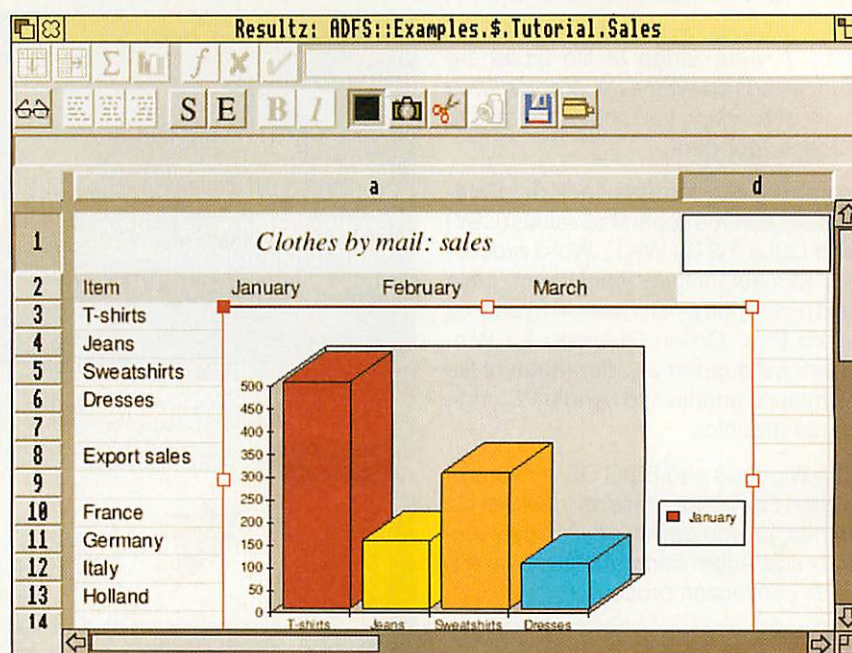 Resultz: ADFS::Examples.$.Tutorial.Sales
Σ f
S E B I
a d
1 Clothes by mail: sales
2 Item January February March
3 T-shirts
4 Jeans
5 Sweatshirts
6 Dresses
7
8 Export sales
9
10 France
11 Germany
12 Italy
13 Holland
14
500
450
400
350
300
250
200
150
100
50
0
January
T-shirts Jeans Sweatshirts Dresses